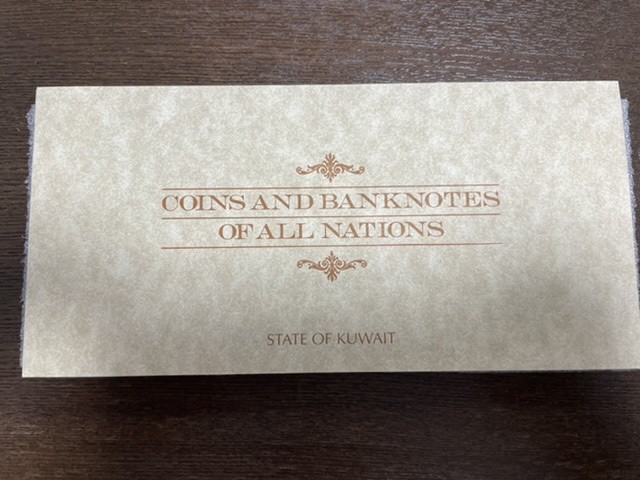 COINS AND BANKNOTES
OF ALL NATIONS
STATE OF KUWAIT